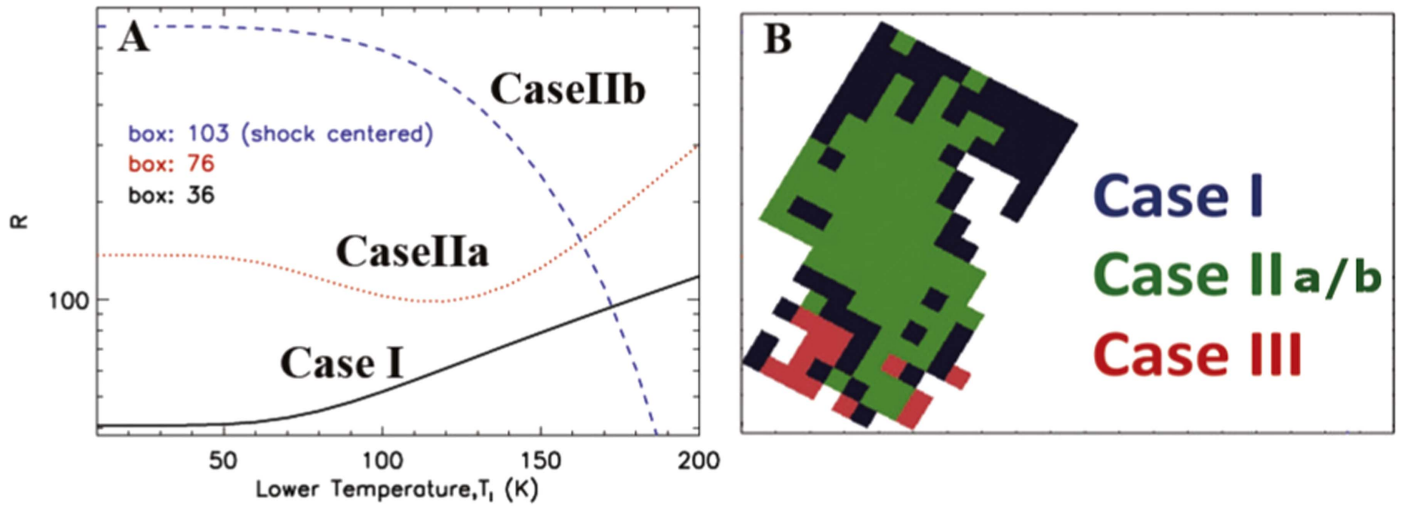 A
CaseIIb
box: 103 (shock centered)
box: 76
box: 36
CaseIIa
Case I
R
100
50 100 150 200
Lower Temperature,T_l (K)
B
Case I
Case II a/b
Case III